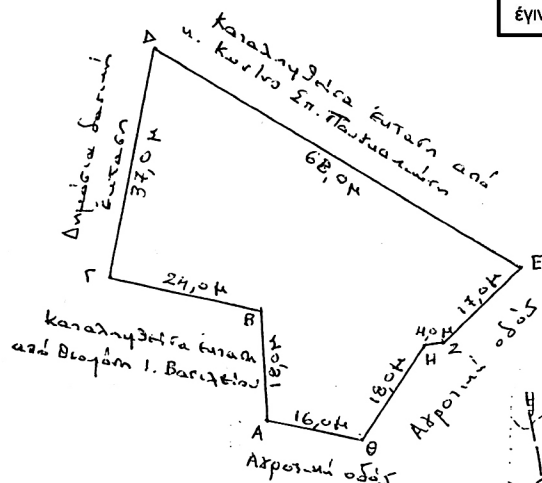 έγιν
Δ
Καταληφθείσα έκταση από
κ. Κων/νο Σπ.
68,0μ
Δημόσια δασική
έκταση
37,0μ
Ε
Γ
24,0μ
Β
17,0μ
4,0μ
Η
Ζ
Καταληφθείσα έκταση
από Θεοφάνη Ι. Βασιλείου
18,0μ
18,0μ
Αγροτική οδός
Α
16,0μ
Θ
Αγροτική οδός
Η